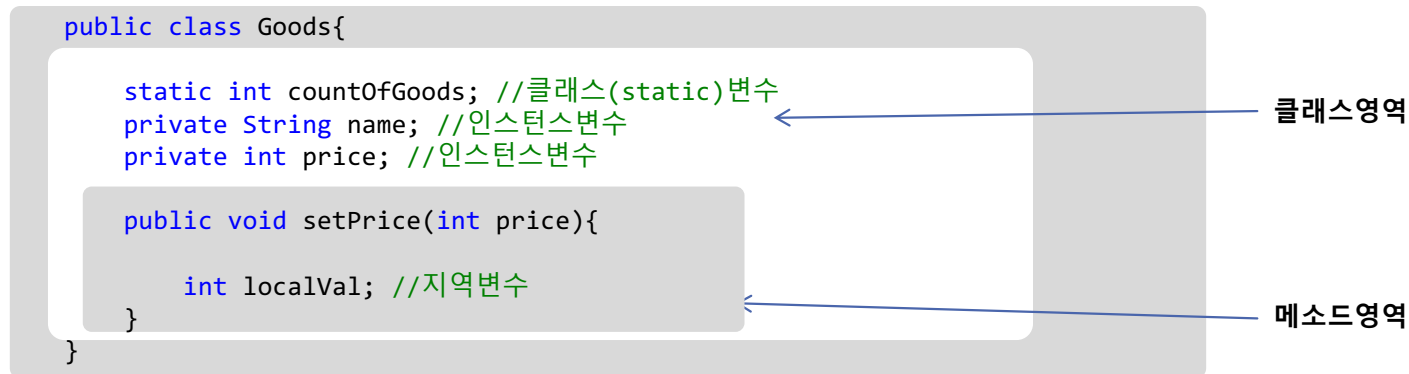 public class Goods{
static int countOfGoods; //클래스(static)변수
private String name; //인스턴스변수
클래스영역
private int price; //인스턴스변수
public void setPrice(int price){
int localVal; //지역변수
}
메소드영역
}